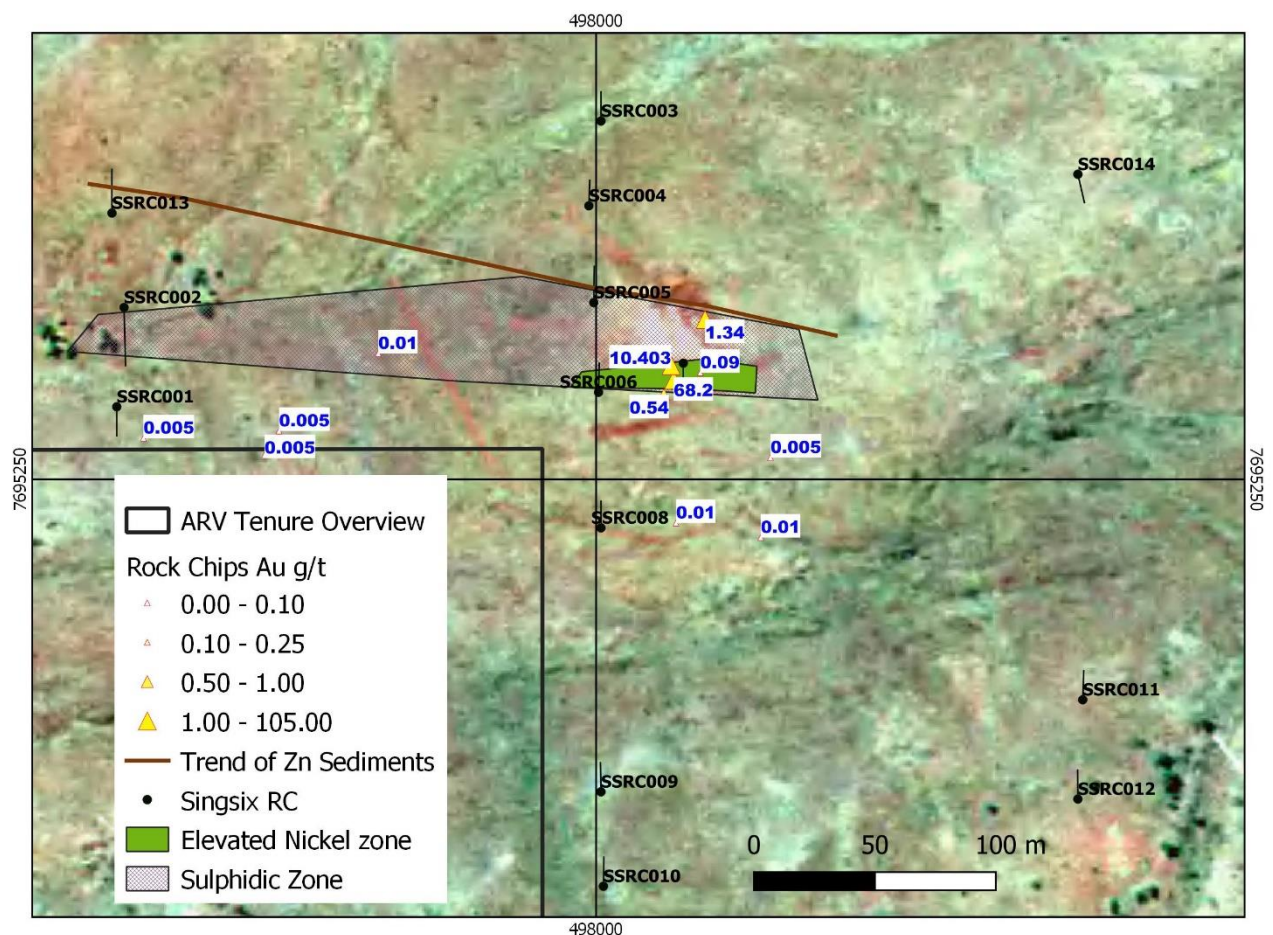 498000
SSRC003
SSRC014
SSRC004
SSRC013
SSRC005
SSRC002
1.34
0.01
10.403
0.09
SSRC006
68.2
0.54
SSRC001
0.005
0.005
0.005
0.005
7695250
7695250
SSRC008
0.01
0.01
ARV Tenure Overview
Rock Chips Au g/t
0.00 - 0.10
0.10 - 0.25
0.50 - 1.00
1.00 - 105.00
Trend of Zn Sediments
Singsix RC
Elevated Nickel zone
Sulphidic Zone
SSRC011
SSRC009
SSRC012
0 50 100 m
SSRC010
498000